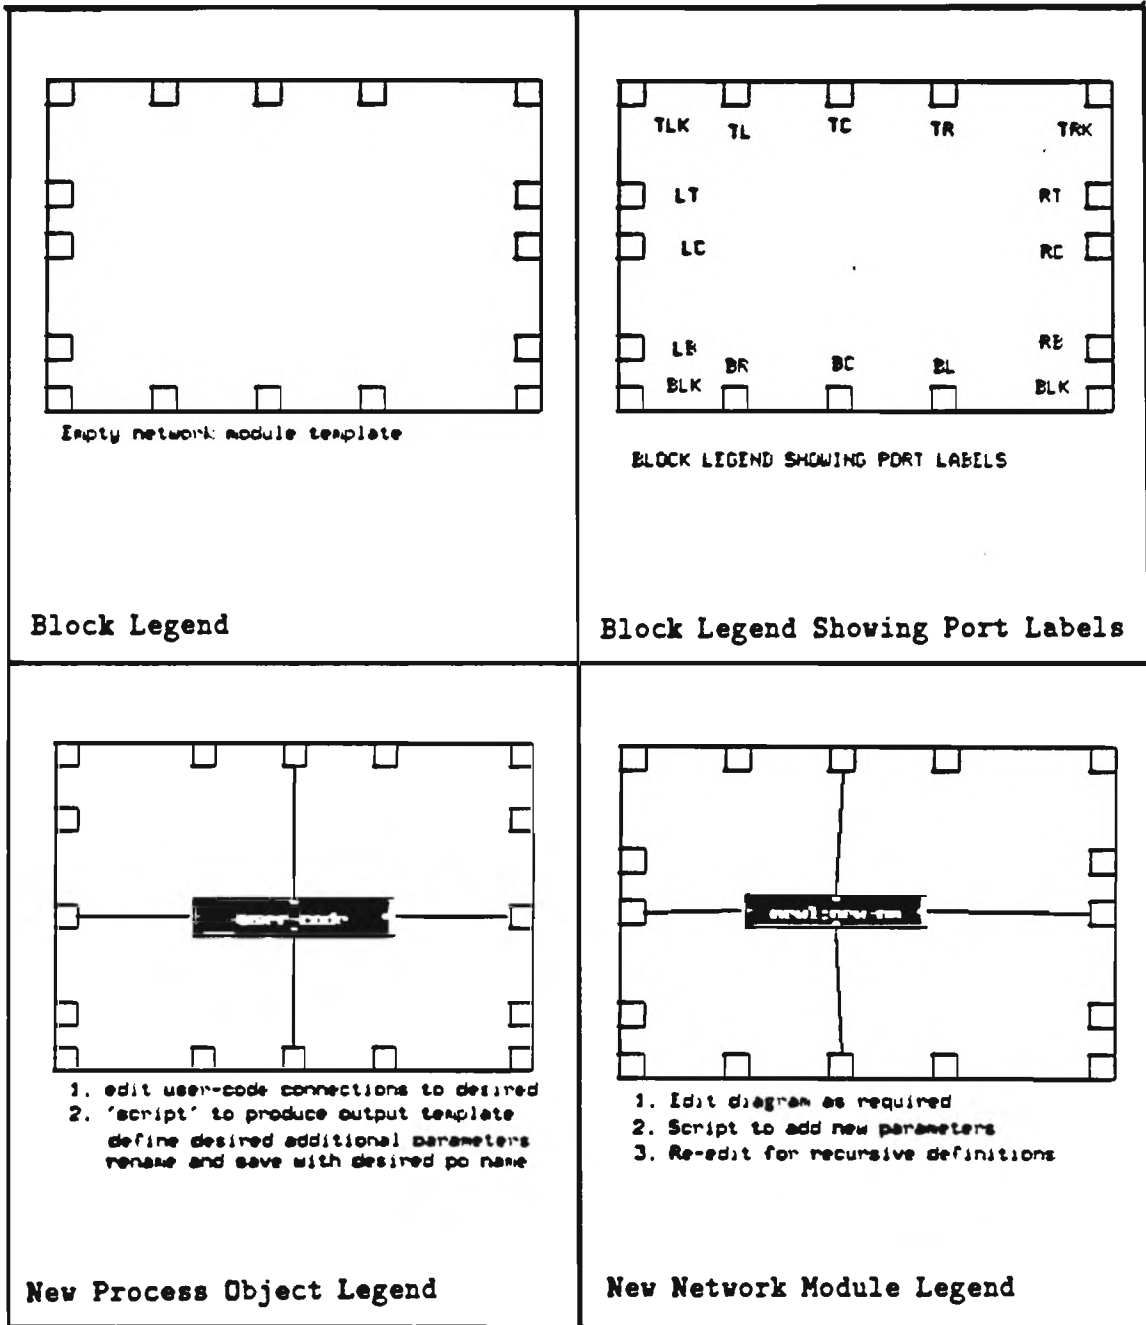 Empty network module template
Block Legend
TLK TL TC TR TRK
LT RT
LC RC
LB RB
BR BC BL
BLK BLK
BLOCK LEGEND SHOWING PORT LABELS
Block Legend Showing Port Labels
user-code
1. edit user-code connections to desired
2. 'script' to produce output template
define desired additional parameters
rename and save with desired po name
New Process Object Legend
1. Edit diagram as required
2. Script to add new parameters
3. Re-edit for recursive definitions
New Network Module Legend